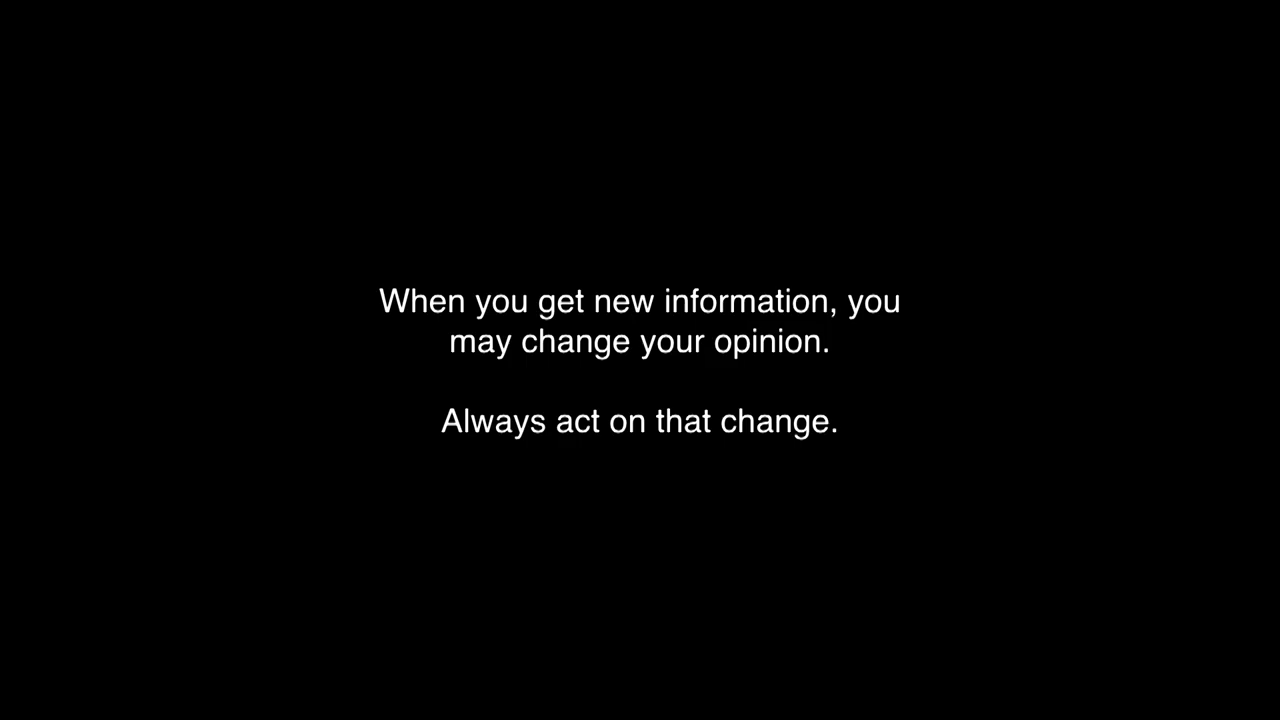 When you get new information, you
may change your opinion.
Always act on that change.